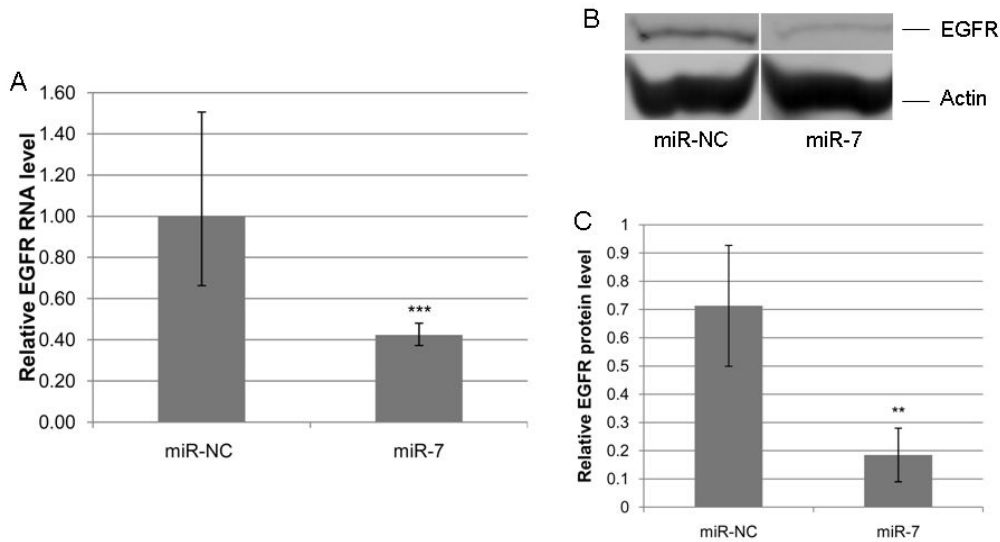 A
Relative EGFR RNA level
1.60
1.40
1.20
1.00
0.80
0.60
0.40
0.20
0.00
***
miR-NC
miR-7
B
EGFR
Actin
miR-NC
miR-7
C
Relative EGFR protein level
1
0.9
0.8
0.7
0.6
0.5
0.4
0.3
0.2
0.1
0
**
miR-NC
miR-7